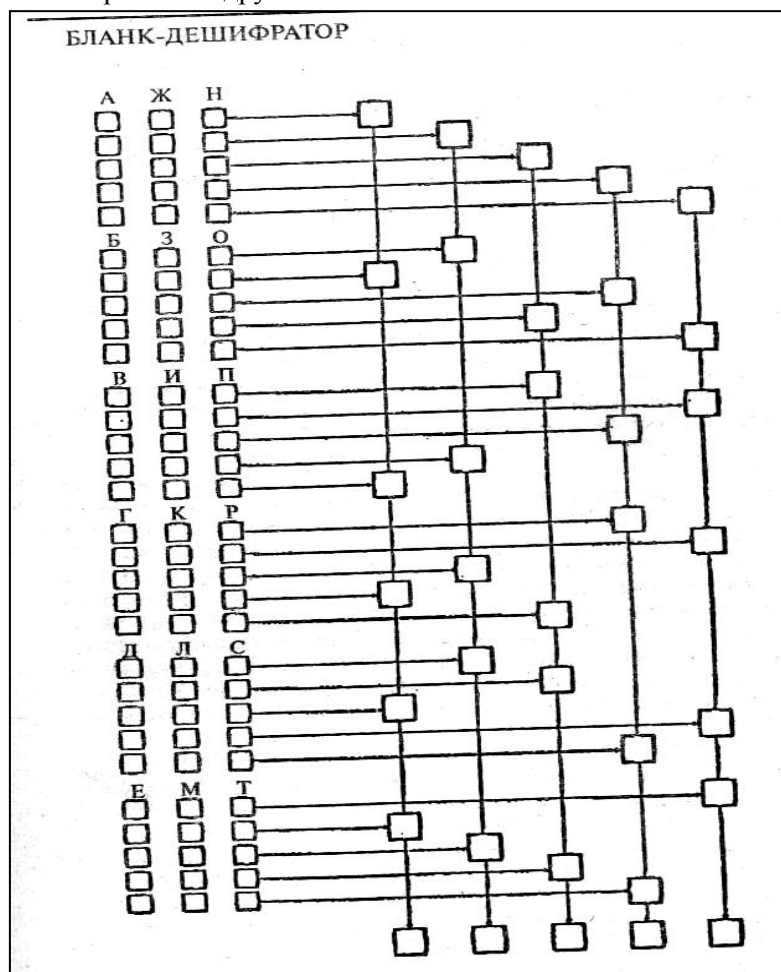 БЛАНК-ДЕШИФРАТОР
А Ж Н
Б З О
В И П
Г К Р
Д Л С
Е М Т